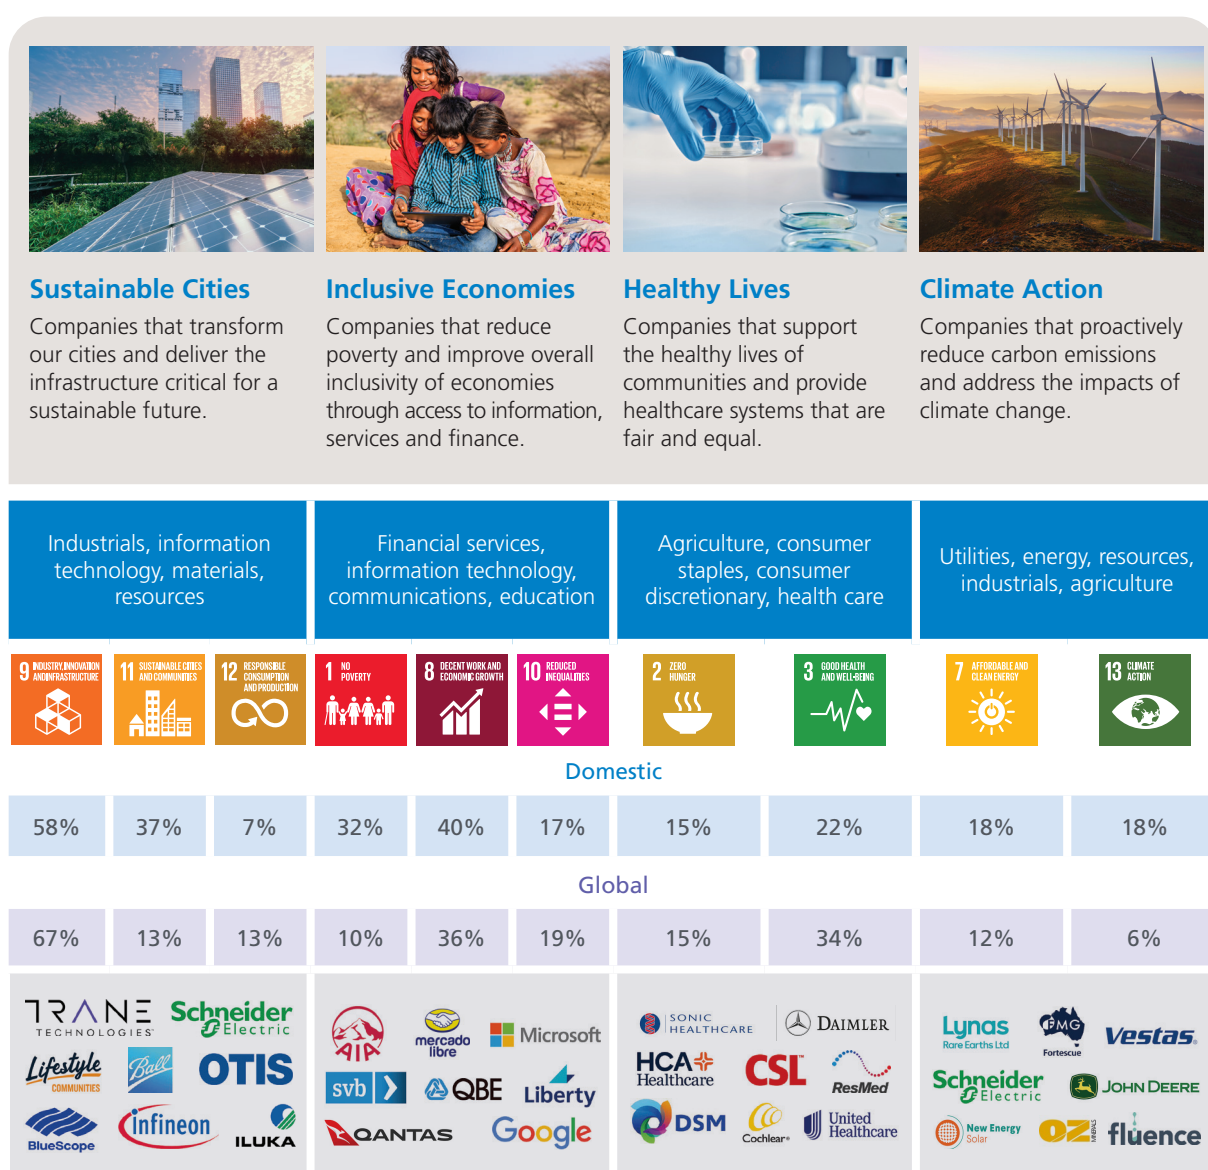 Sustainable Cities
Companies that transform
our cities and deliver the
infrastructure critical for a
sustainable future.
Inclusive Economies
Companies that reduce
poverty and improve overall
inclusivity of economies
through access to information,
services and finance.
Healthy Lives
Companies that support
the healthy lives of
communities and provide
healthcare systems that are
fair and equal.
Climate Action
Companies that proactively
reduce carbon emissions
and address the impacts of
climate change.
Industrials, information
technology, materials,
resources
Financial services,
information technology,
communications, education
Agriculture, consumer
staples, consumer
discretionary, health care
Utilities, energy, resources,
industrials, agriculture
9 INDUSTRY, INNOVATION
AND INFRASTRUCTURE
11 SUSTAINABLE CITIES
AND COMMUNITIES
12 RESPONSIBLE
CONSUMPTION
AND PRODUCTION
1 NO
POVERTY
8 DECENT WORK AND
ECONOMIC GROWTH
10 REDUCED
INEQUALITIES
2 ZERO
HUNGER
3 GOOD HEALTH
AND WELL-BEING
7 AFFORDABLE AND
CLEAN ENERGY
13 CLIMATE
ACTION
Domestic
58% 37% 7% 32% 40% 17% 15% 22% 18% 18%
Global
67% 13% 13% 10% 36% 19% 15% 34% 12% 6%
TRANE
TECHNOLOGIES
Schneider
Electric
Lifestyle
COMMUNITIES
Ball
OTIS
BlueScope
infineon
ILUKA
AIA
mercado
libre
Microsoft
svb
QBE
Liberty
QANTAS
Google
SONIC
HEALTHCARE
DAIMLER
HCA
Healthcare
CSL
ResMed
DSM
Cochlear
United
Healthcare
Lynas
Rare Earths Ltd
FMG
Fortescue
Vestas
Schneider
Electric
JOHN DEERE
New Energy
Solar
OZ MINERALS
fluence